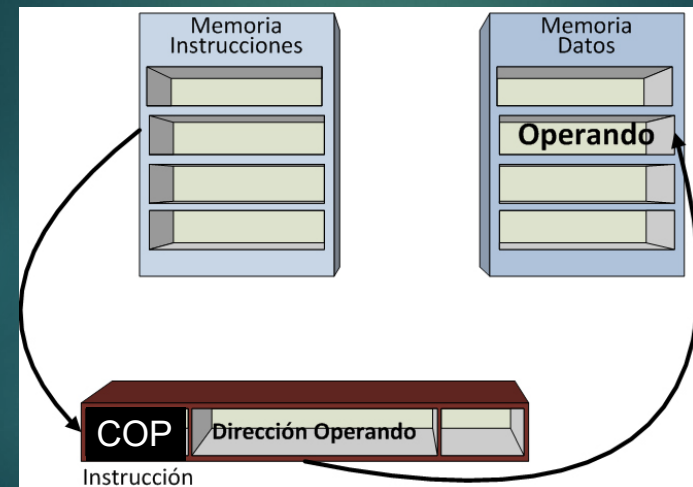 Memoria
Instrucciones
Memoria
Datos
Operando
COP
Dirección Operando
Instrucción